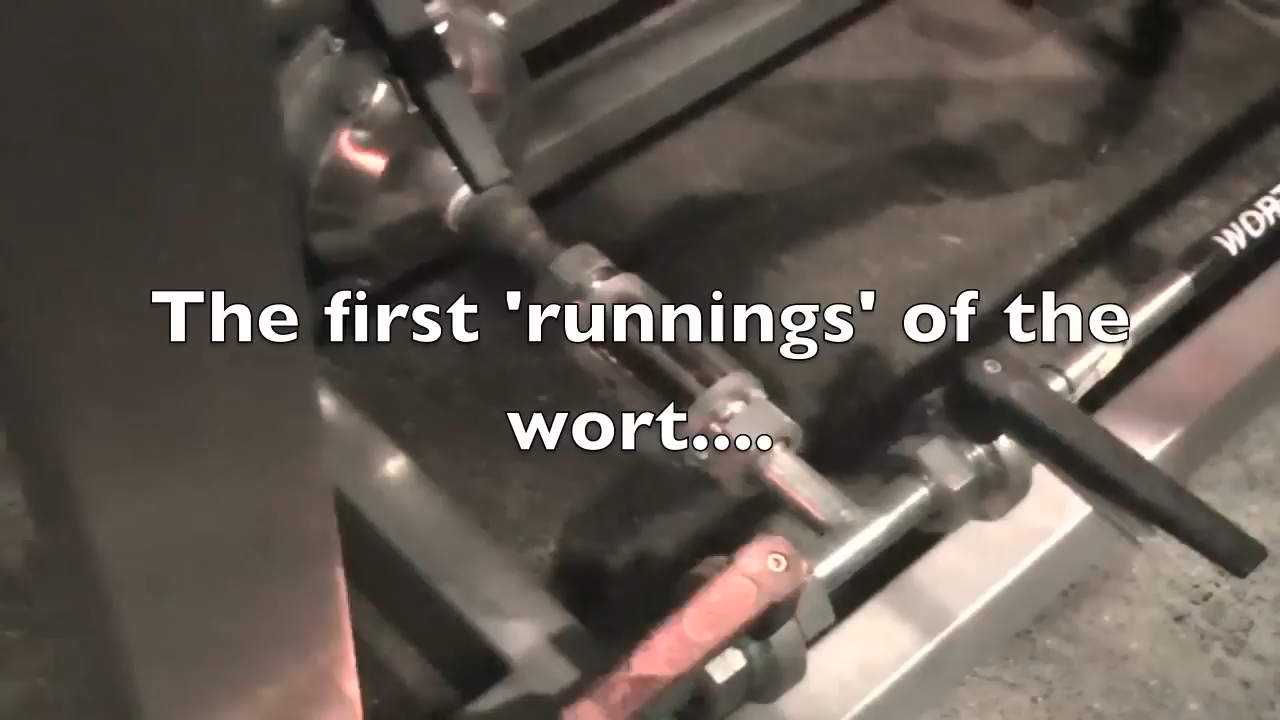 The first 'runnings' of the
wort....